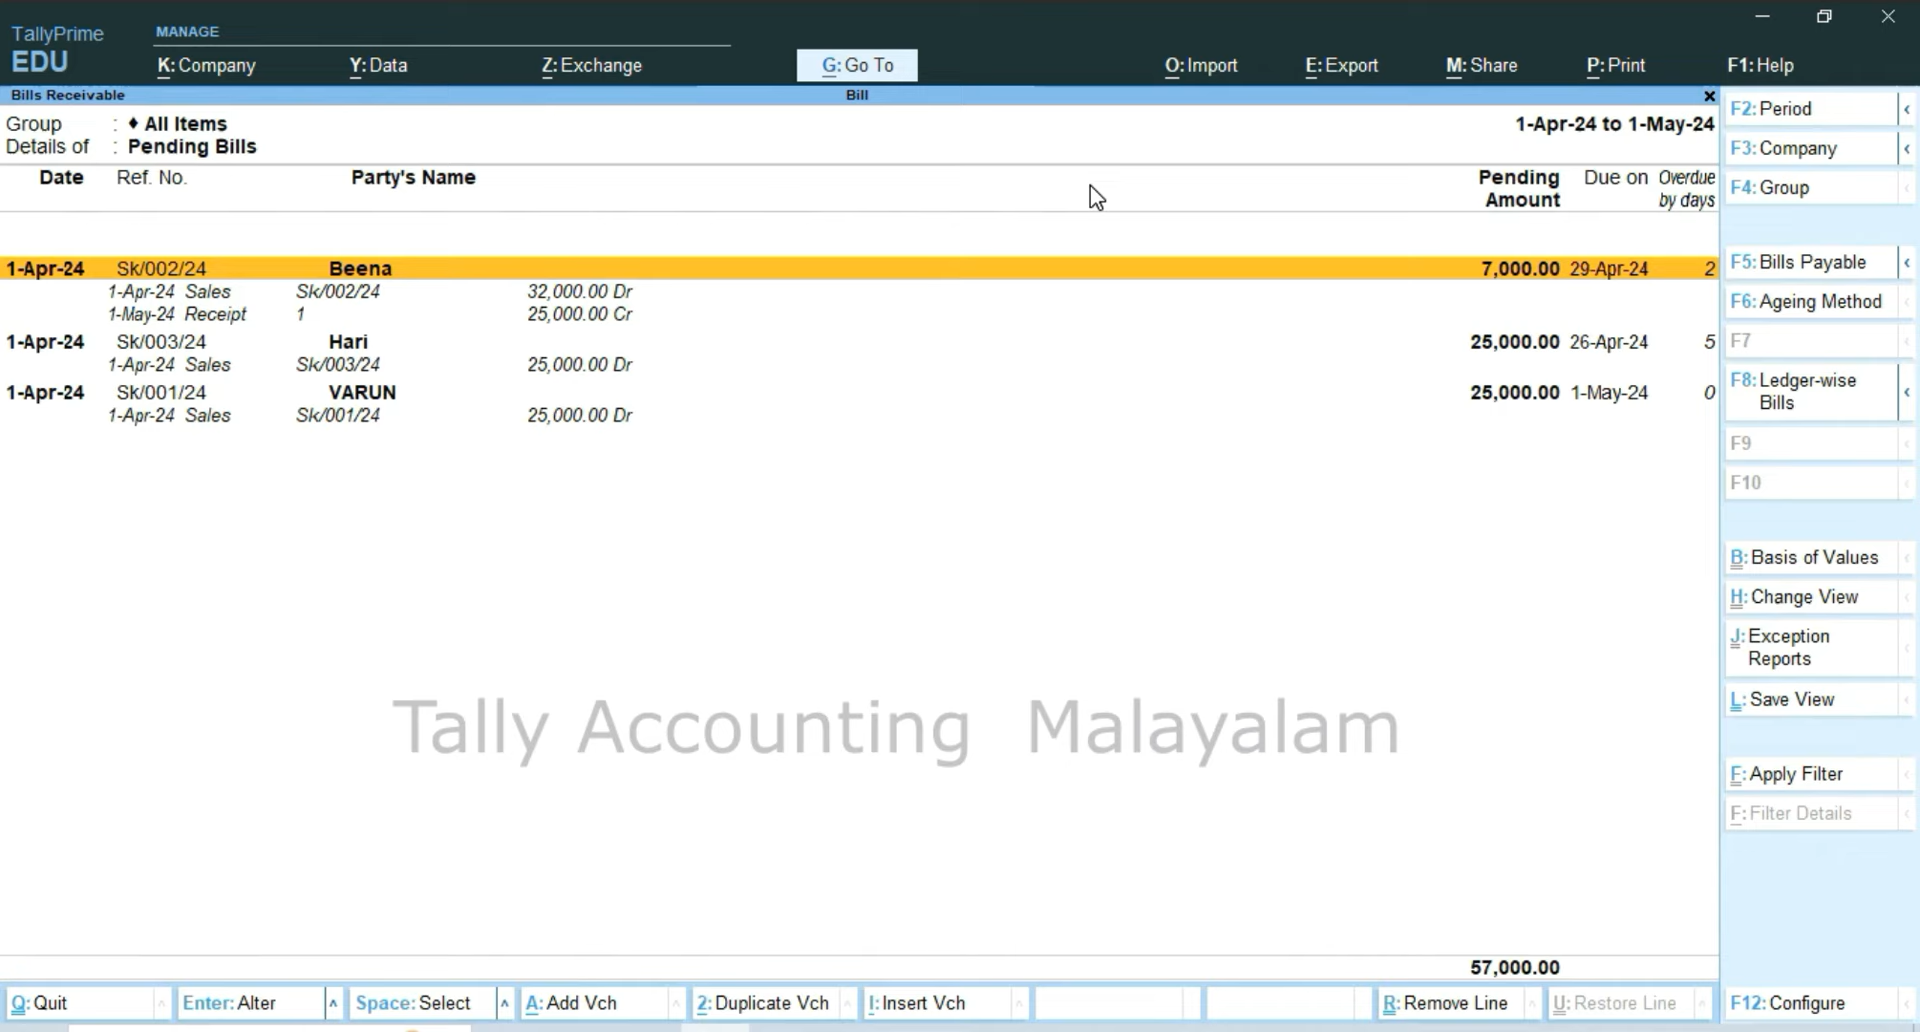 TallyPrime
EDU
MANAGE
K: Company Y: Data Z: Exchange G: Go To O: Import E: Export M: Share P: Print F1: Help
Bills Receivable Bill
Group : ♦ All Items 1-Apr-24 to 1-May-24
Details of : Pending Bills
Date Ref. No. Party's Name Pending Amount Due on Overdue by days
1-Apr-24 Sk/002/24 Beena 7,000.00 29-Apr-24 2
1-Apr-24 Sales Sk/002/24 32,000.00 Dr
1-May-24 Receipt 1 25,000.00 Cr
1-Apr-24 Sk/003/24 Hari 25,000.00 26-Apr-24 5
1-Apr-24 Sales Sk/003/24 25,000.00 Dr
1-Apr-24 Sk/001/24 VARUN 25,000.00 1-May-24 0
1-Apr-24 Sales Sk/001/24 25,000.00 Dr
Tally Accounting Malayalam
57,000.00
F2: Period
F3: Company
F4: Group
F5: Bills Payable
F6: Ageing Method
F7
F8: Ledger-wise
Bills
F9
F10
B: Basis of Values
H: Change View
J: Exception
Reports
L: Save View
F: Apply Filter
F: Filter Details
Q: Quit Enter: Alter Space: Select A: Add Vch 2: Duplicate Vch I: Insert Vch R: Remove Line U: Restore Line F12: Configure